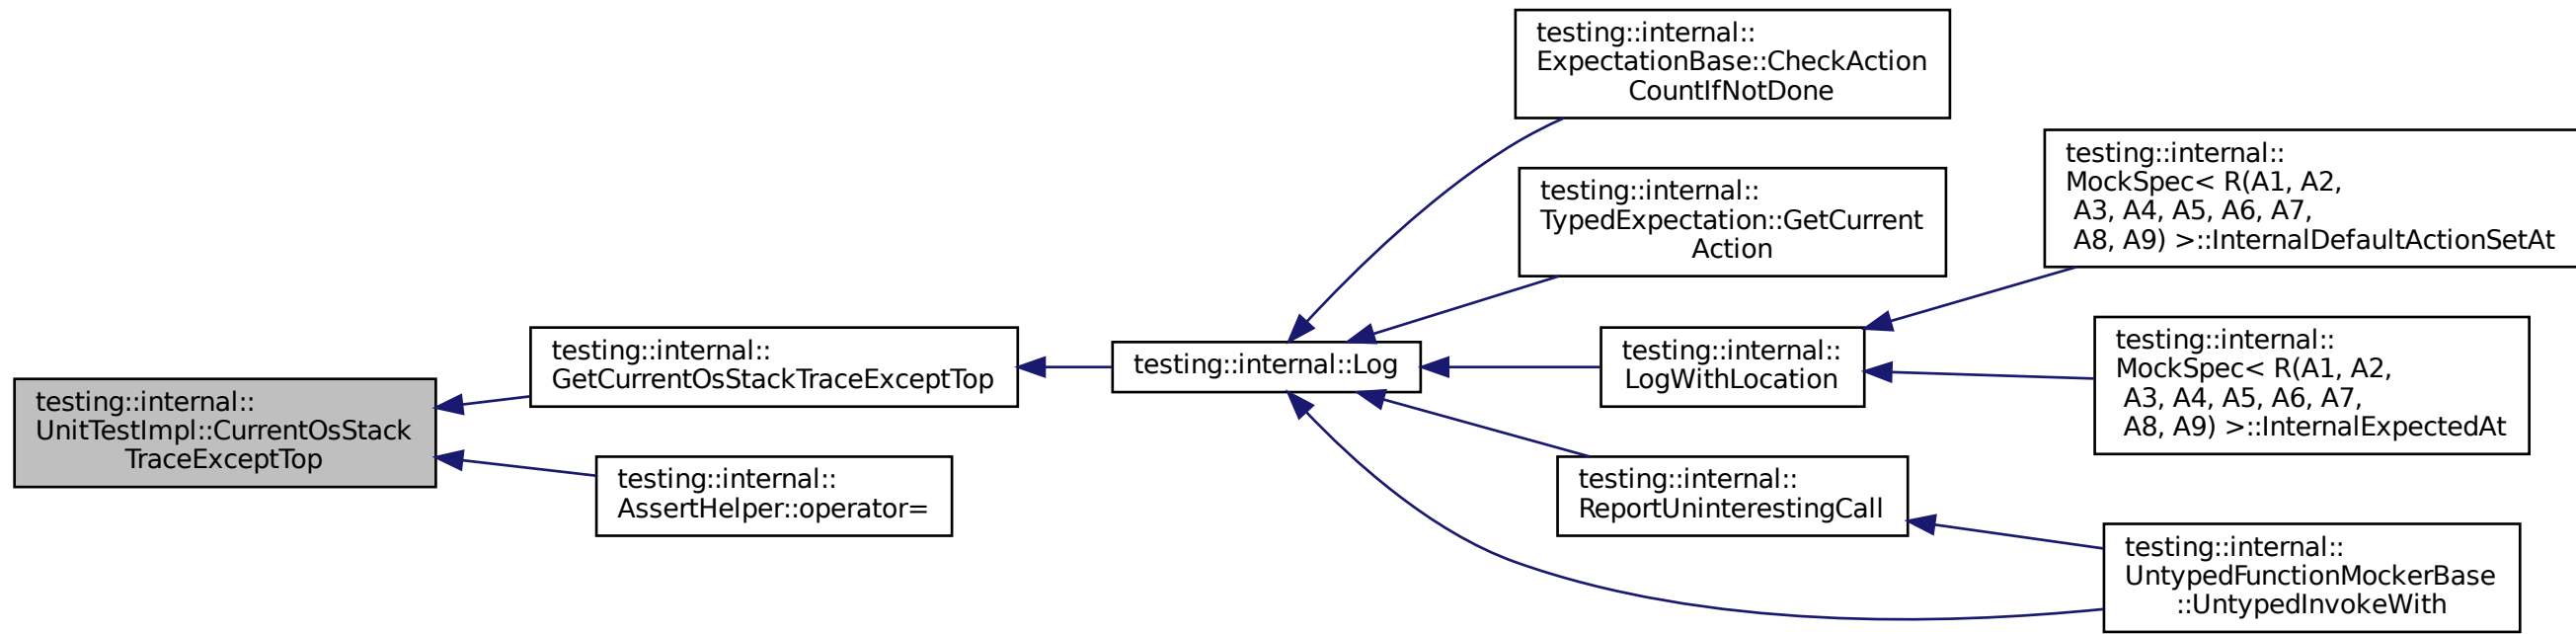 testing::internal::
UnitTestImpl::CurrentOsStack
TraceExceptTop
testing::internal::
GetCurrentOsStackTraceExceptTop
testing::internal::
AssertHelper::operator=
testing::internal::Log
testing::internal::
ExpectationBase::CheckAction
CountIfNotDone
testing::internal::
TypedExpectation::GetCurrent
Action
testing::internal::
LogWithLocation
testing::internal::
ReportUninterestingCall
testing::internal::
MockSpec< R(A1, A2,
A3, A4, A5, A6, A7,
A8, A9) >::InternalDefaultActionSetAt
testing::internal::
MockSpec< R(A1, A2,
A3, A4, A5, A6, A7,
A8, A9) >::InternalExpectedAt
testing::internal::
UntypedFunctionMockerBase
::UntypedInvokeWith